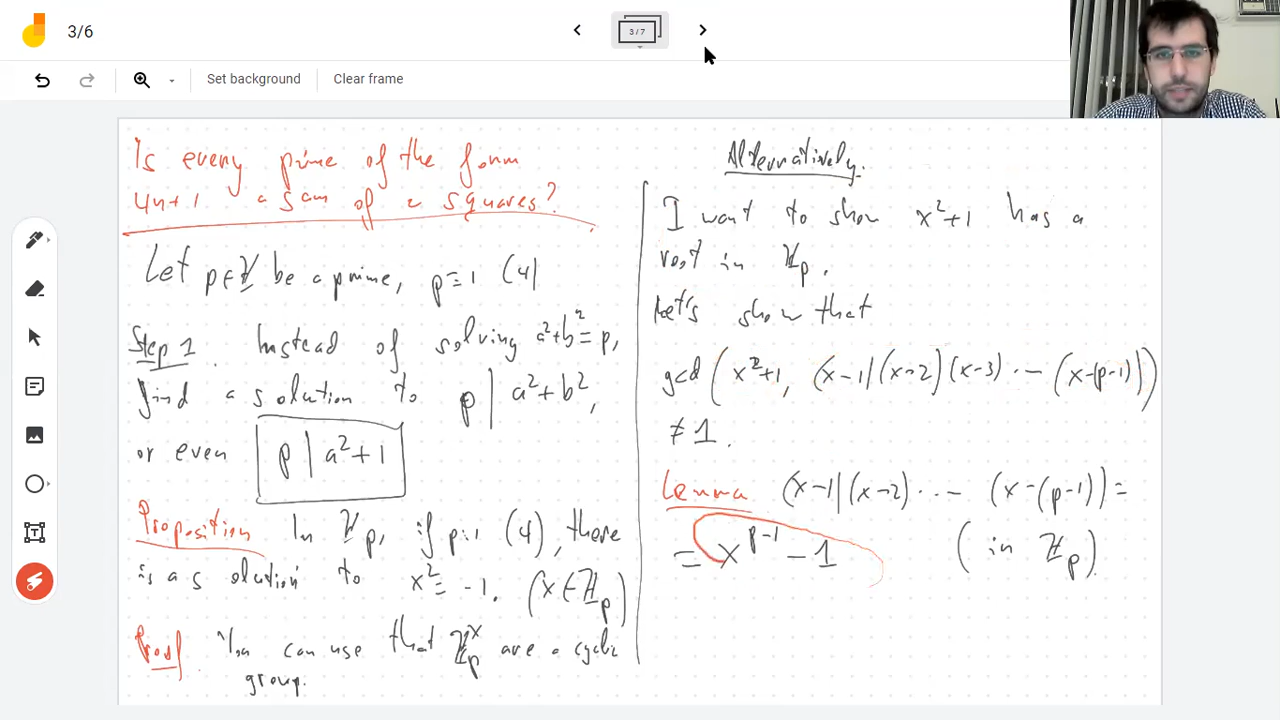 3/6
3/7
Set background
Clear frame
Is every prime of the form
4n+1 a sum of 2 squares?
Let p∈ℤ be a prime, p≡1 (4)
Step 1. Instead of solving a²+b²=p,
find a solution to p | a²+b²,
or even p | a²+1
Proposition In ℤₚ, if p≡1 (4), there
is a solution to x²=-1. (x∈ℤₚ)
Proof. You can use that ℤₚˣ are a cyclic
group.
Alternatively.
I want to show x²+1 has a
root in ℤₚ.
Let's show that
gcd(x²+1, (x-1)(x-2)(x-3)...(x-(p-1)))
≠1.
Lemma (x-1)(x-2)... (x-(p-1))=
= x^{p-1} -1 (in ℤₚ).